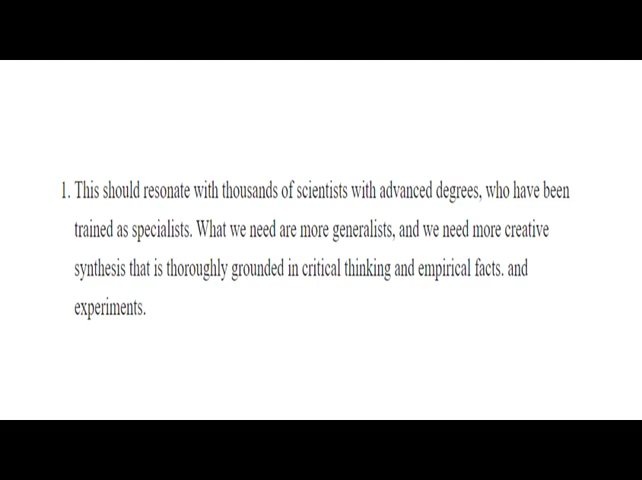 1. This should resonate with thousands of scientists with advanced degrees, who have been
trained as specialists. What we need are more generalists, and we need more creative
synthesis that is thoroughly grounded in critical thinking and empirical facts. and
experiments.